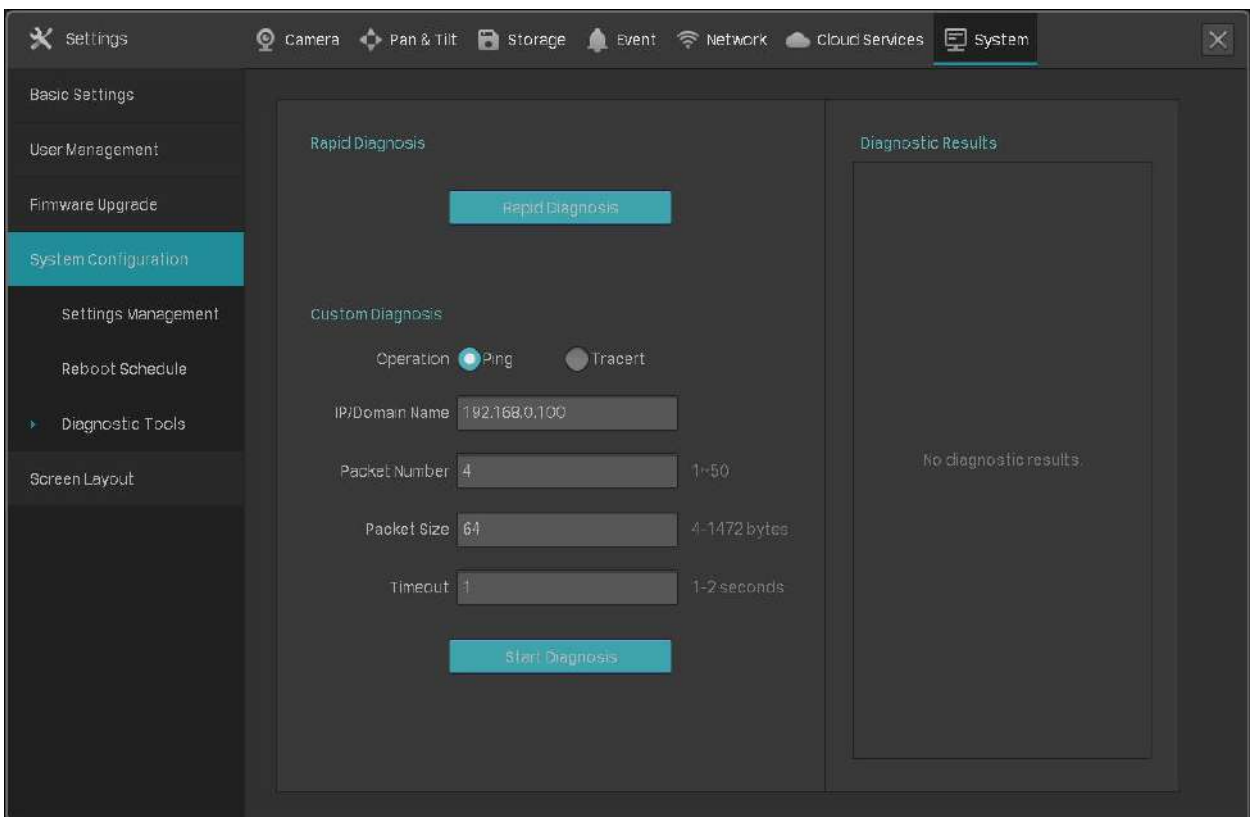 Settings
Camera
Pan & Tilt
Storage
Event
Network
Cloud Services
System
Basic Settings
User Management
Firmware Upgrade
System Configuration
Settings Management
Reboot Schedule
Diagnostic Tools
Screen Layout
Rapid Diagnosis
Rapid Diagnosis
Custom Diagnosis
Operation Ping Tracert
IP/Domain Name 192.168.0.100
Packet Number 4 1~50
Packet Size 64 4-1472 bytes
Timeout 1 1-2 seconds
Start Diagnosis
Diagnostic Results
No diagnostic results.